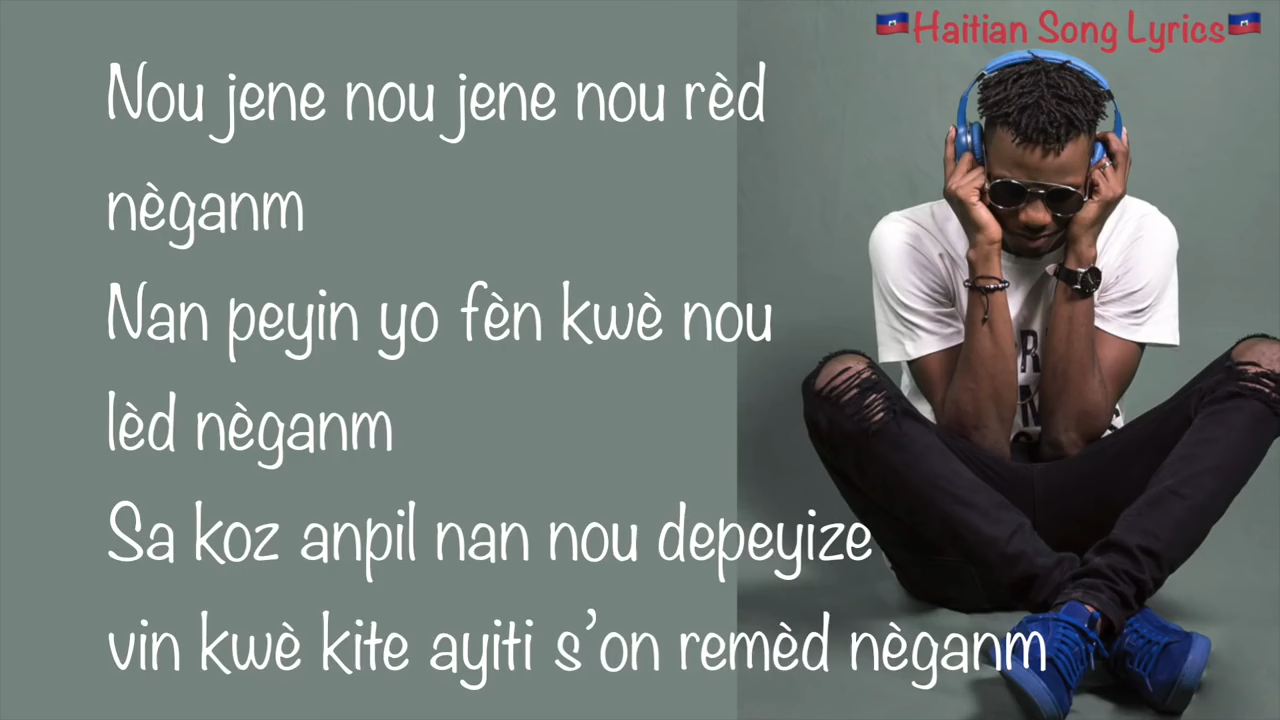 🇭🇹Haitian Song Lyrics🇭🇹
Nou jene nou jene nou rèd
nèganm
Nan peyin yo fèn kwè nou
lèd nèganm
Sa koz anpil nan nou depeyize
vin kwè kite ayiti s'on remèd nèganm